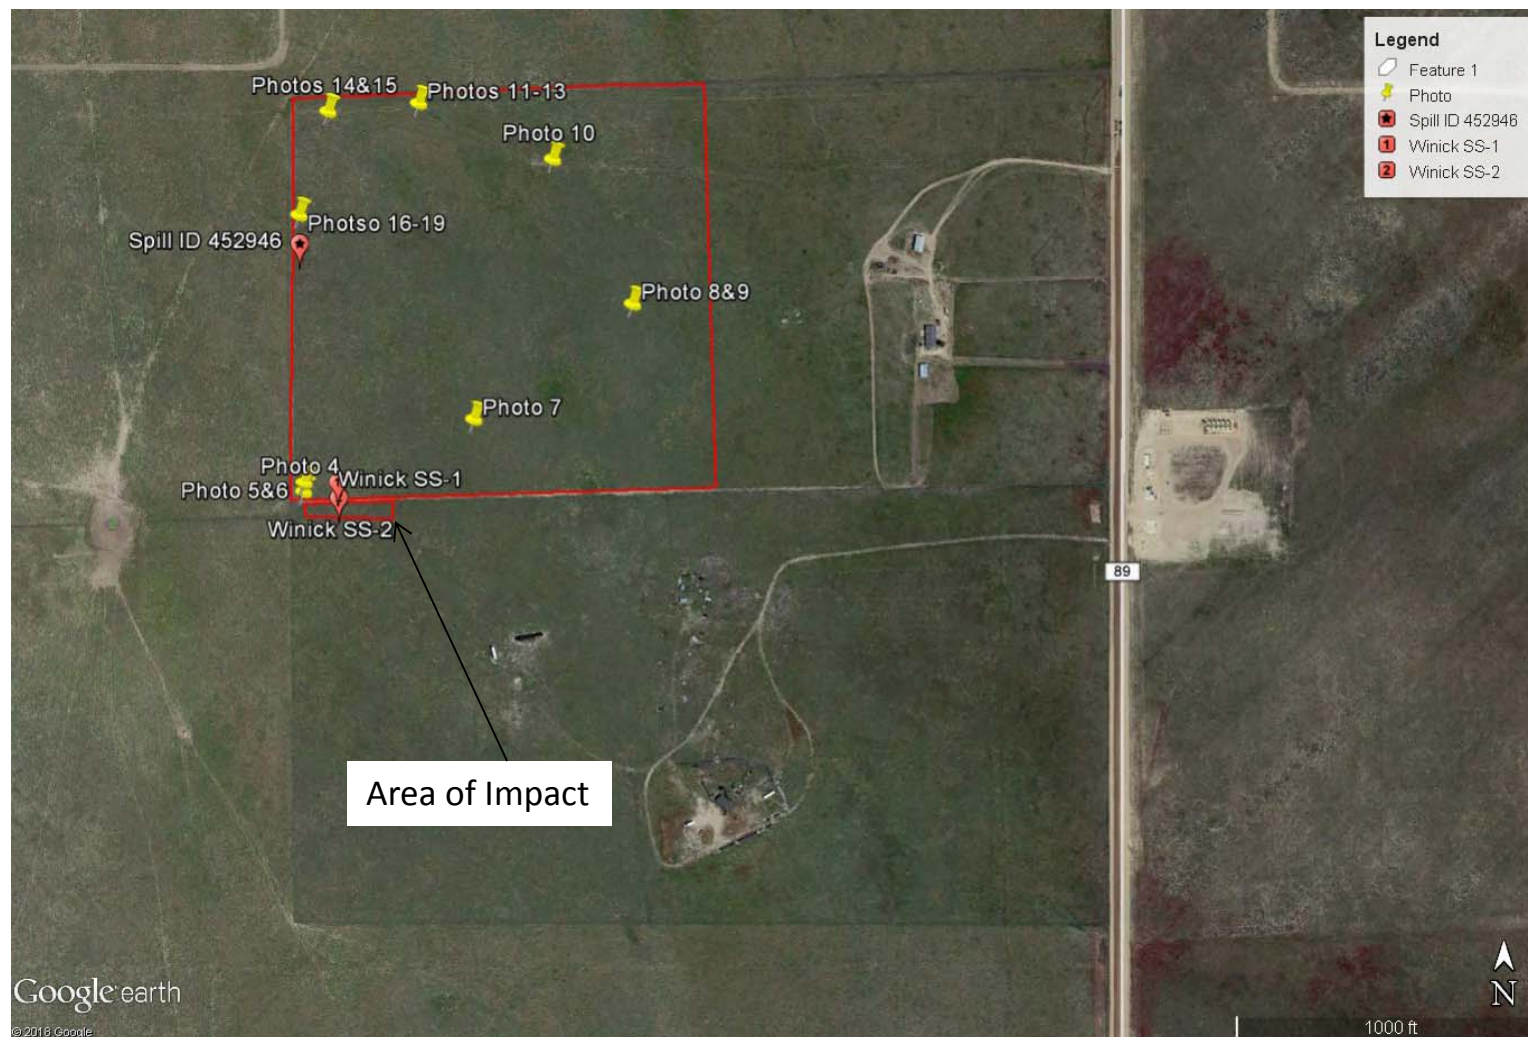 Legend
Feature 1
Photo
Spill ID 452946
Winick SS-1
Winick SS-2
Photos 14&15
Photos 11-13
Photo 10
Photso 16-19
Spill ID 452946
Photo 8&9
Photo 7
Photo 4
Winick SS-1
Photo 5&6
Winick SS-2
89
Area of Impact
Google earth
© 2018 Google
N
1000 ft